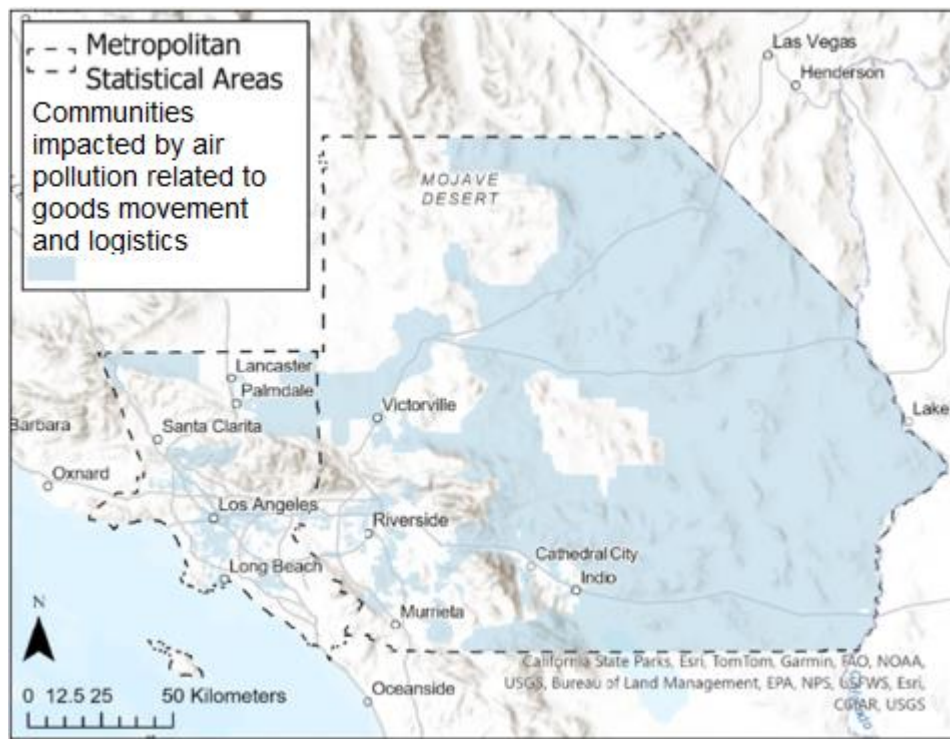 Metropolitan
Statistical Areas
Communities
impacted by air
pollution related to
goods movement
and logistics
Las Vegas
Henderson
MOJAVE
DESERT
Lancaster
Palmdale
Victorville
Barbara
Santa Clarita
Lake
Oxnard
Los Angeles
Riverside
Long Beach
Cathedral City
Indio
Murrieta
N
Oceanside
0 12.5 25 50 Kilometers
California State Parks, Esri, TomTom, Garmin, FAO, NOAA,
USGS, Bureau of Land Management, EPA, NPS, USFWS, Esri,
CGIAR, USGS